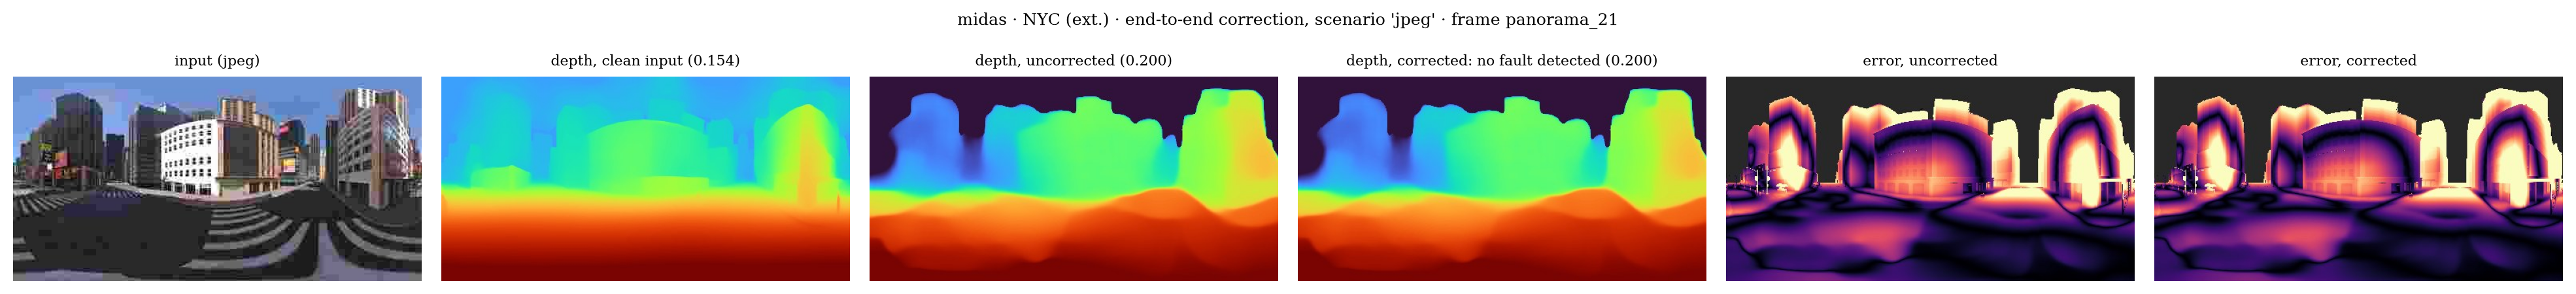 midas · NYC (ext.) · end-to-end correction, scenario 'jpeg' · frame panorama_21
input (jpeg)
depth, clean input (0.154)
depth, uncorrected (0.200)
depth, corrected: no fault detected (0.200)
error, uncorrected
error, corrected